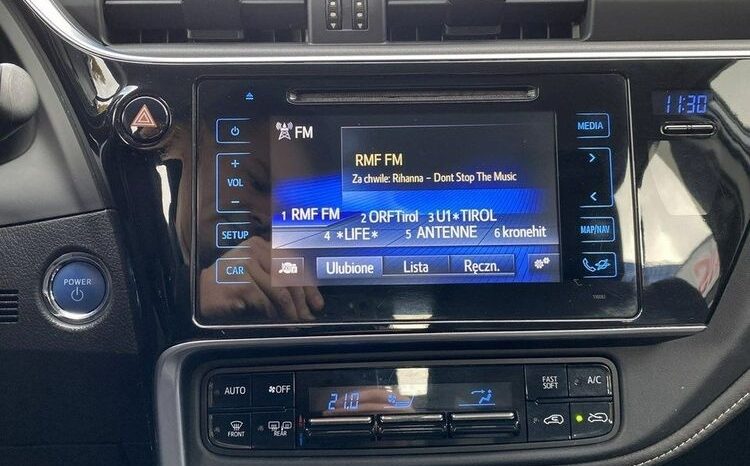 11:30
FM
MEDIA
RMF FM
Za chwile: Rihanna – Dont Stop The Music
+
VOL
−
1 RMF FM 2 ORFTirol 3 U1*TIROL
SETUP
MAP/NAV
4 *LIFE* 5 ANTENNE 6 kronehit
CAR
Ulubione Lista Ręczn.
POWER
AUTO OFF
21.0
FAST SOFT
A/C
FRONT
REAR